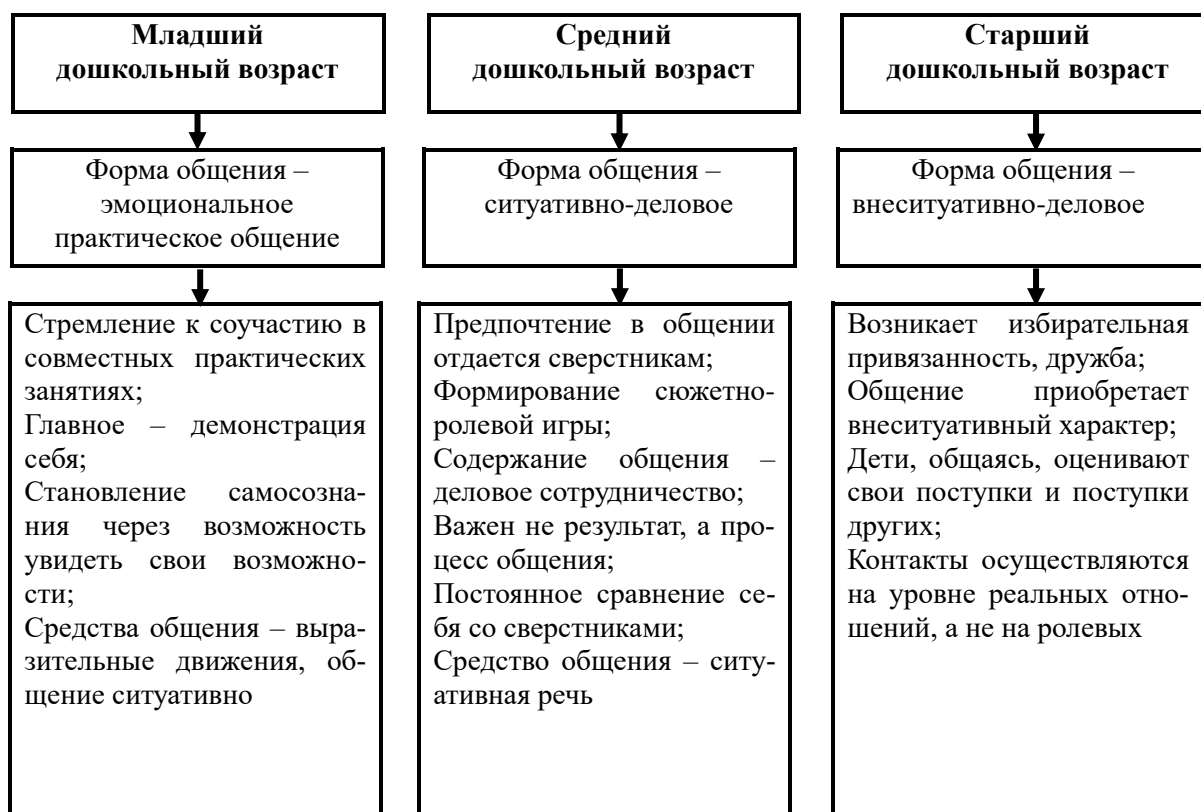 Младший
дошкольный возраст
Форма общения –
эмоциональное
практическое общение
Стремление к соучастию в
совместных практических
занятиях;
Главное – демонстрация
себя;
Становление самосозна-
ния через возможность
увидеть свои возможно-
сти;
Средства общения – выра-
зительные движения, об-
щение ситуативно
Средний
дошкольный возраст
Форма общения –
ситуативно-деловое
Предпочтение в общении
отдается сверстникам;
Формирование сюжетно-
ролевой игры;
Содержание общения –
деловое сотрудничество;
Важен не результат, а про-
цесс общения;
Постоянное сравнение се-
бя со сверстниками;
Средство общения – ситу-
ативная речь
Старший
дошкольный возраст
Форма общения –
внеситуативно-деловое
Возникает избирательная
привязанность, дружба;
Общение приобретает
внеситуативный характер;
Дети, общаясь, оценивают
свои поступки и поступки
других;
Контакты осуществляются
на уровне реальных отно-
шений, а не на ролевых